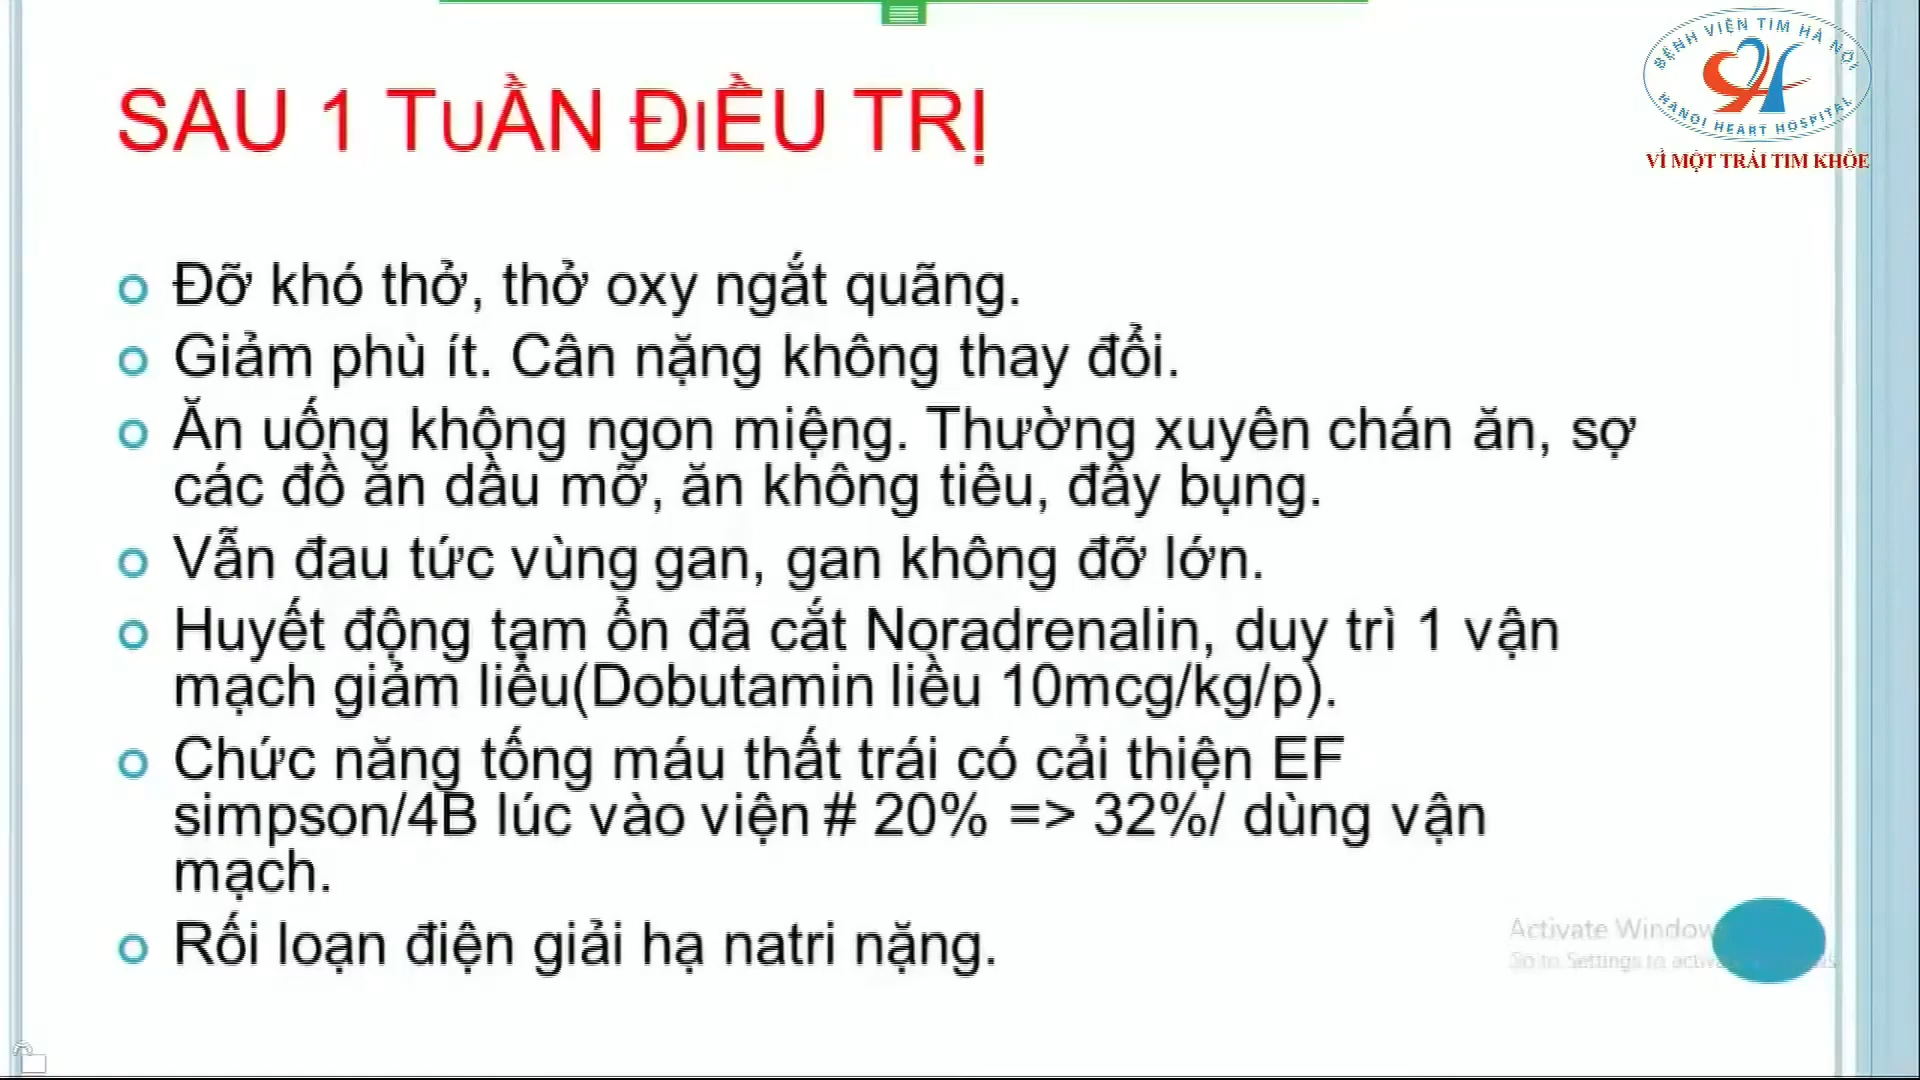 BỆNH VIỆN TIM HÀ NỘI
HANOI HEART HOSPITAL
VÌ MỘT TRÁI TIM KHỎE
SAU 1 TUẦN ĐIỀU TRỊ
Đỡ khó thở, thở oxy ngắt quãng.
Giảm phù ít. Cân nặng không thay đổi.
Ăn uống không ngon miệng. Thường xuyên chán ăn, sợ
các đồ ăn dầu mỡ, ăn không tiêu, đầy bụng.
Vẫn đau tức vùng gan, gan không đỡ lớn.
Huyết động tạm ổn đã cắt Noradrenalin, duy trì 1 vận
mạch giảm liều(Dobutamin liều 10mcg/kg/p).
Chức năng tống máu thất trái có cải thiện EF
simpson/4B lúc vào viện # 20% => 32%/ dùng vận
mạch.
Rối loạn điện giải hạ natri nặng.
Activate Window
Go to Settings to activa